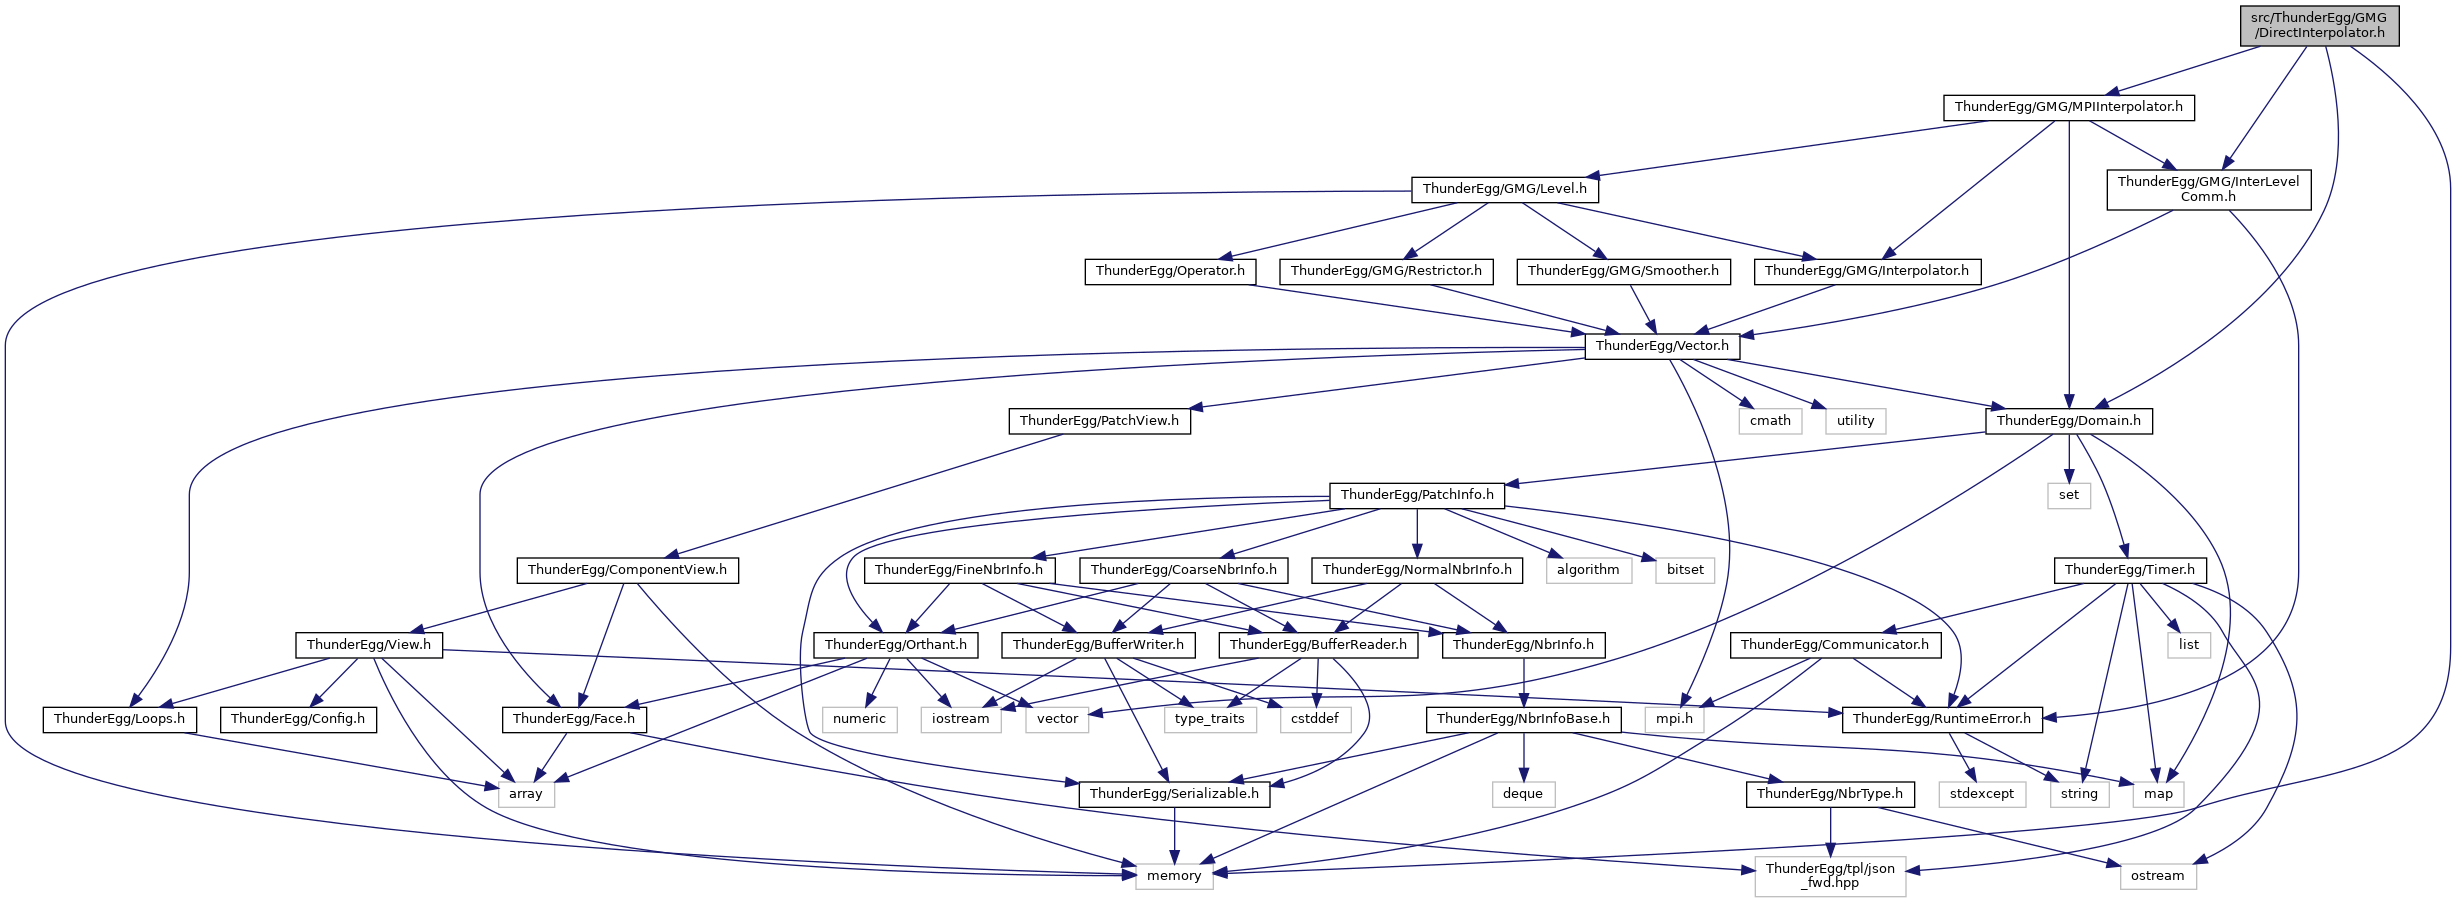 src/ThunderEgg/GMG
/DirectInterpolator.h
ThunderEgg/GMG/MPIInterpolator.h
ThunderEgg/GMG/Level.h
ThunderEgg/GMG/InterLevel
Comm.h
ThunderEgg/Operator.h
ThunderEgg/GMG/Restrictor.h
ThunderEgg/GMG/Smoother.h
ThunderEgg/GMG/Interpolator.h
ThunderEgg/Vector.h
ThunderEgg/PatchView.h
cmath
utility
ThunderEgg/Domain.h
ThunderEgg/PatchInfo.h
set
ThunderEgg/ComponentView.h
ThunderEgg/FineNbrInfo.h
ThunderEgg/CoarseNbrInfo.h
ThunderEgg/NormalNbrInfo.h
algorithm
bitset
ThunderEgg/Timer.h
ThunderEgg/View.h
ThunderEgg/Orthant.h
ThunderEgg/BufferWriter.h
ThunderEgg/BufferReader.h
ThunderEgg/NbrInfo.h
ThunderEgg/Communicator.h
list
ThunderEgg/Loops.h
ThunderEgg/Config.h
ThunderEgg/Face.h
numeric
iostream
vector
type_traits
cstddef
ThunderEgg/NbrInfoBase.h
mpi.h
ThunderEgg/RuntimeError.h
array
ThunderEgg/Serializable.h
deque
ThunderEgg/NbrType.h
stdexcept
string
map
memory
ThunderEgg/tpl/json
_fwd.hpp
ostream